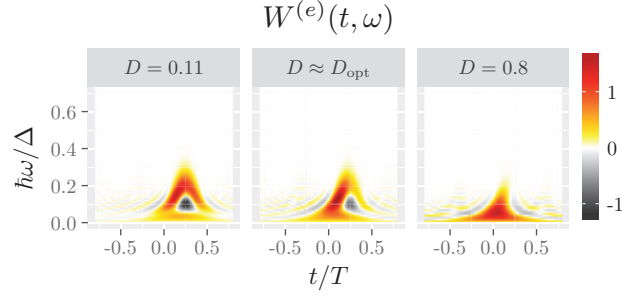 W^{(e)}(t, ω)
D = 0.11
D ≈ D_opt
D = 0.8
ħω/Δ
0.6
0.4
0.2
0.0
-0.5 0.0 0.5
-0.5 0.0 0.5
-0.5 0.0 0.5
t/T
1
0
-1